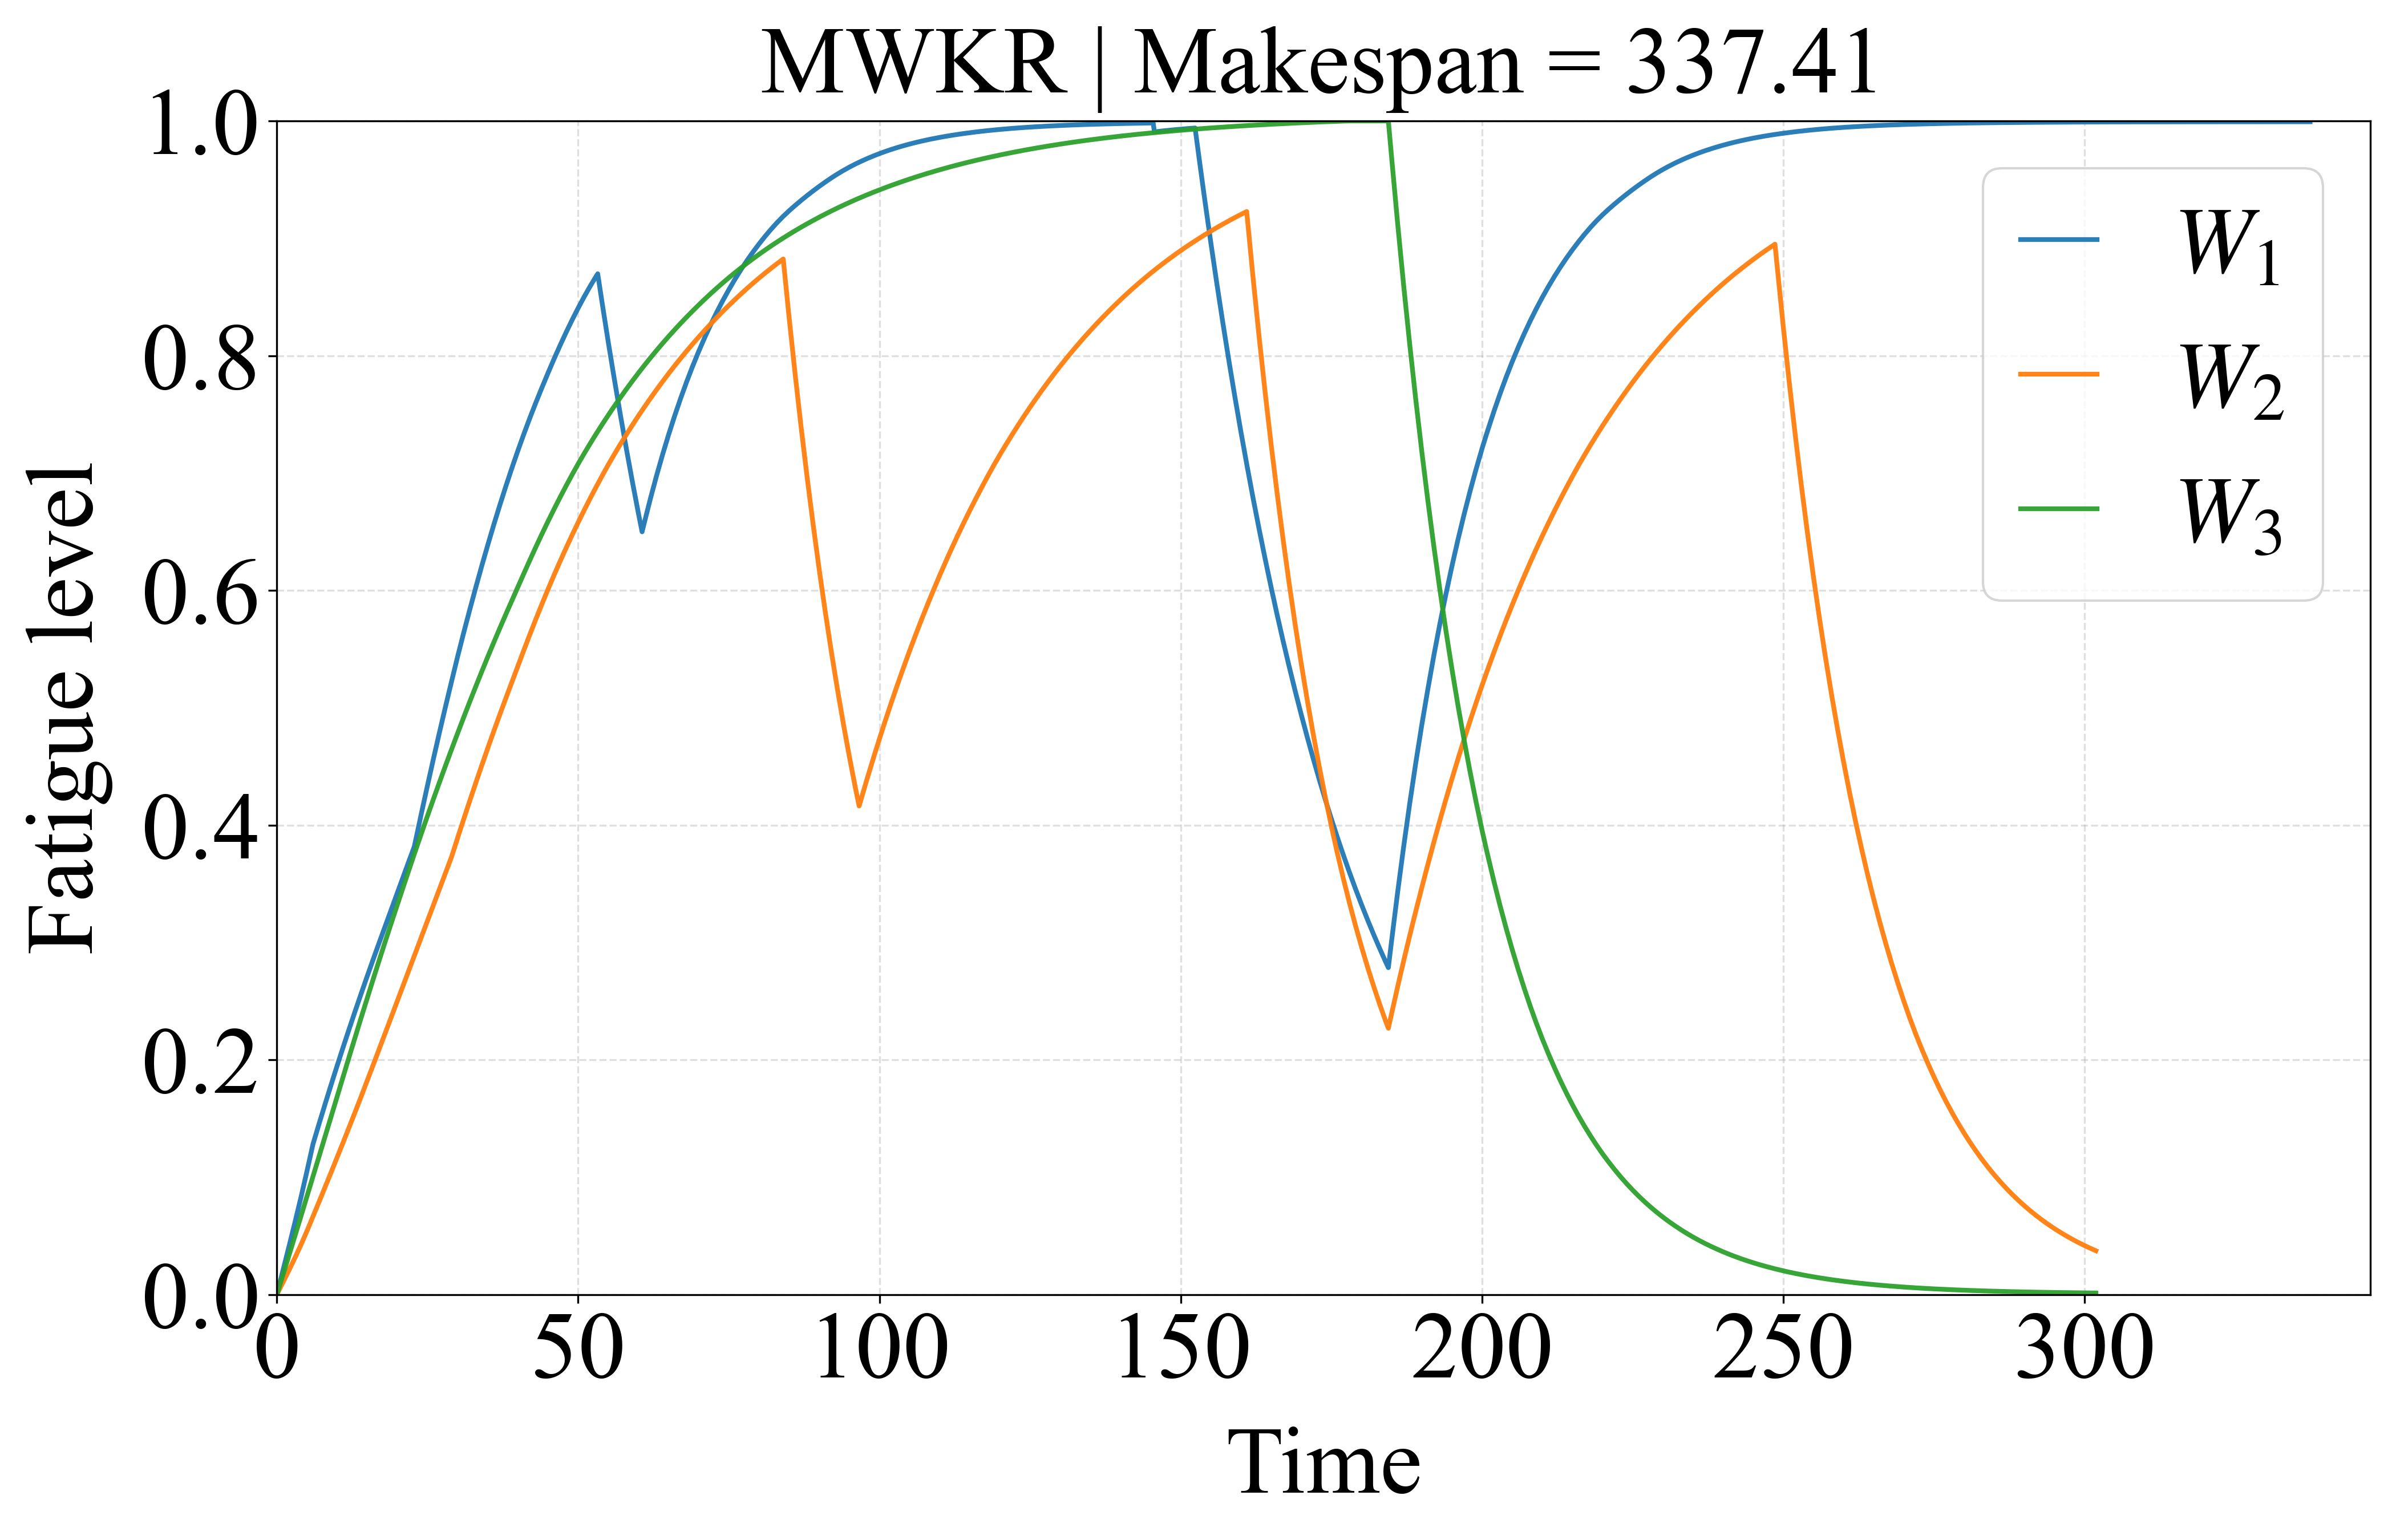 MWKR | Makespan = 337.41
1.0
0.8
0.6
0.4
0.2
0.0
Fatigue level
W₁
W₂
W₃
0 50 100 150 200 250 300
Time